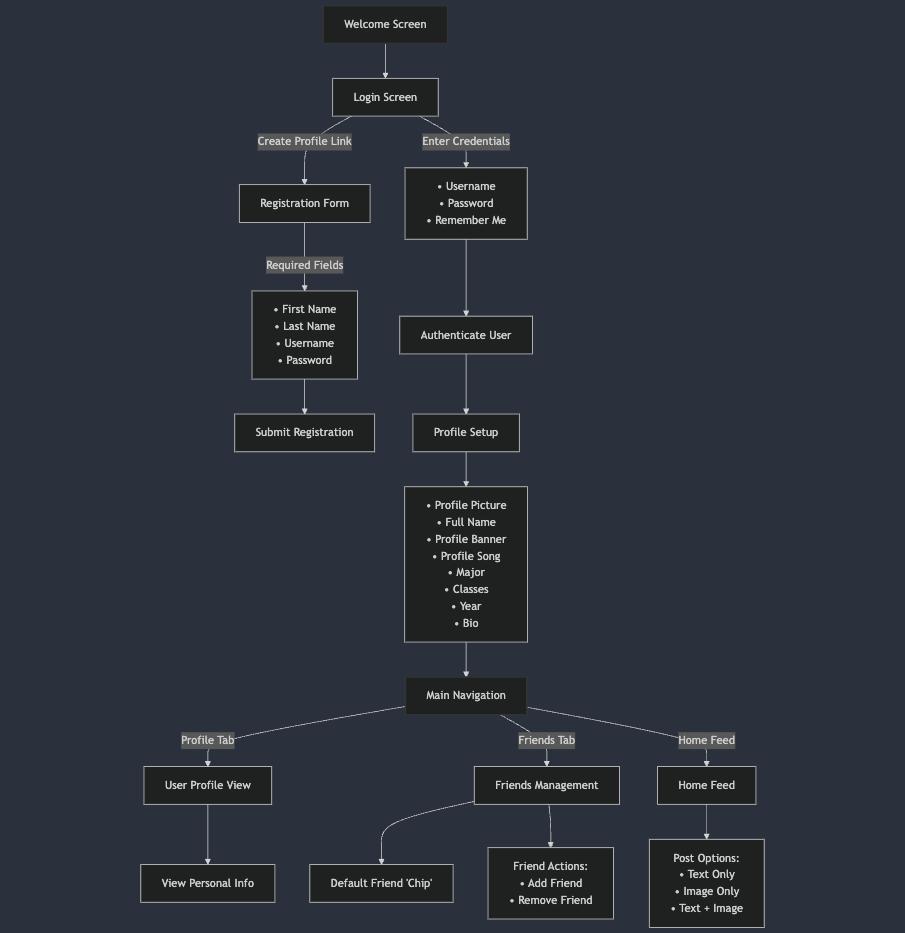 Welcome Screen
Login Screen
Create Profile Link
Enter Credentials
Registration Form
• Username
• Password
• Remember Me
Required Fields
• First Name
• Last Name
• Username
• Password
Authenticate User
Submit Registration
Profile Setup
• Profile Picture
• Full Name
• Profile Banner
• Profile Song
• Major
• Classes
• Year
• Bio
Main Navigation
Profile Tab
Friends Tab
Home Feed
User Profile View
Friends Management
Home Feed
View Personal Info
Default Friend 'Chip'
Friend Actions:
• Add Friend
• Remove Friend
Post Options:
• Text Only
• Image Only
• Text + Image